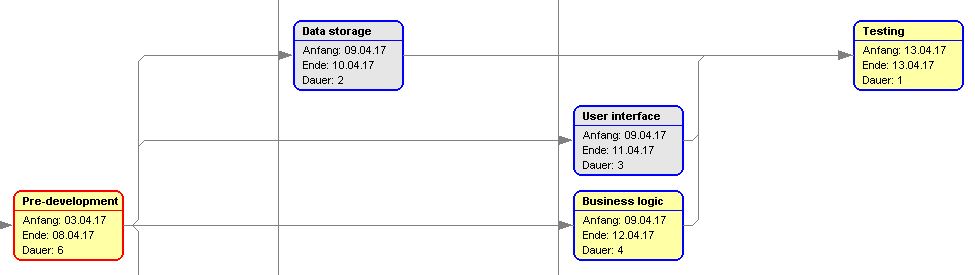 Data storage
Anfang: 09.04.17
Ende: 10.04.17
Dauer: 2
Testing
Anfang: 13.04.17
Ende: 13.04.17
Dauer: 1
User interface
Anfang: 09.04.17
Ende: 11.04.17
Dauer: 3
Pre-development
Anfang: 03.04.17
Ende: 08.04.17
Dauer: 6
Business logic
Anfang: 09.04.17
Ende: 12.04.17
Dauer: 4